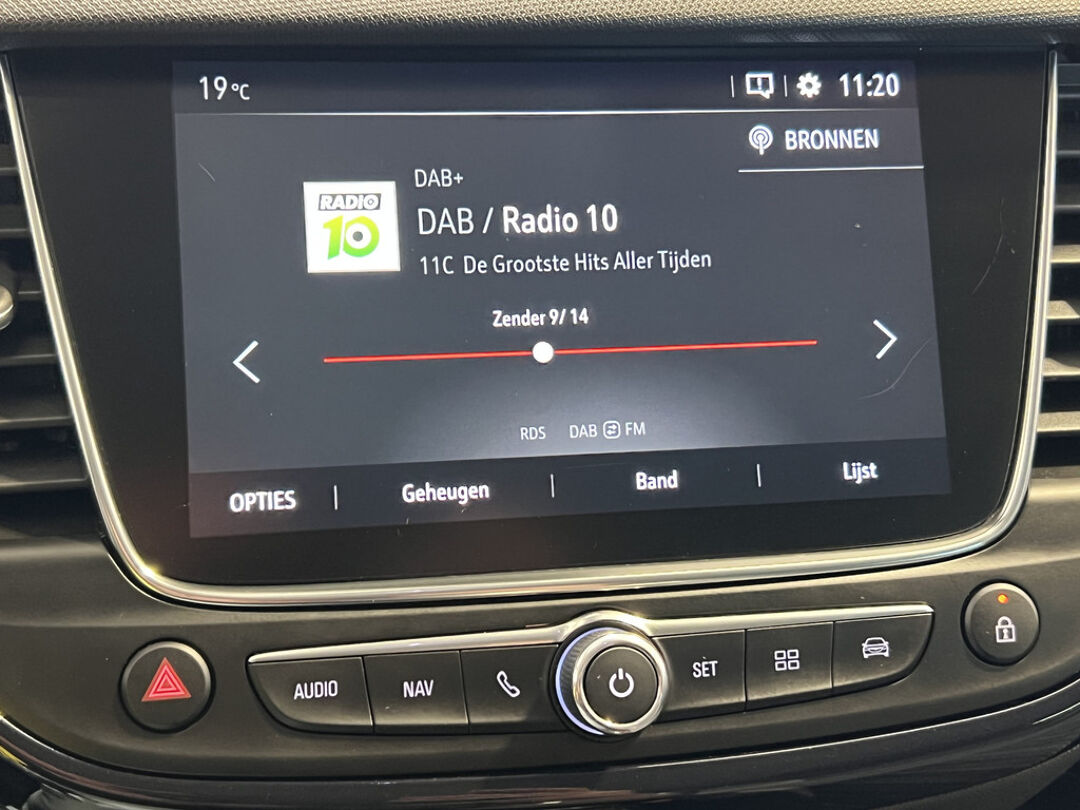 19°C 11:20
BRONNEN
DAB+
RADIO
10
DAB / Radio 10
11C De Grootste Hits Aller Tijden
Zender 9/14
RDS DAB FM
OPTIES | Geheugen | Band | Lijst
AUDIO NAV SET